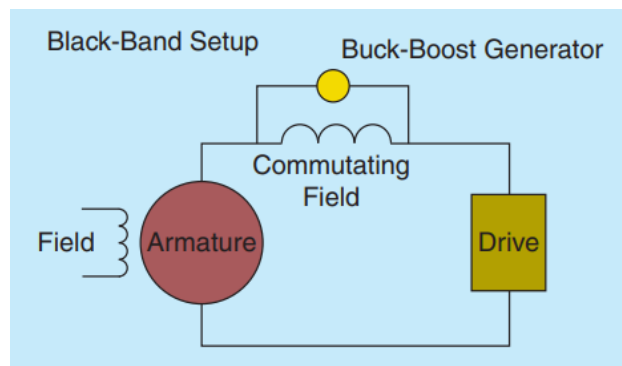 Black-Band Setup
Buck-Boost Generator
Commutating
Field
Field
Armature
Drive